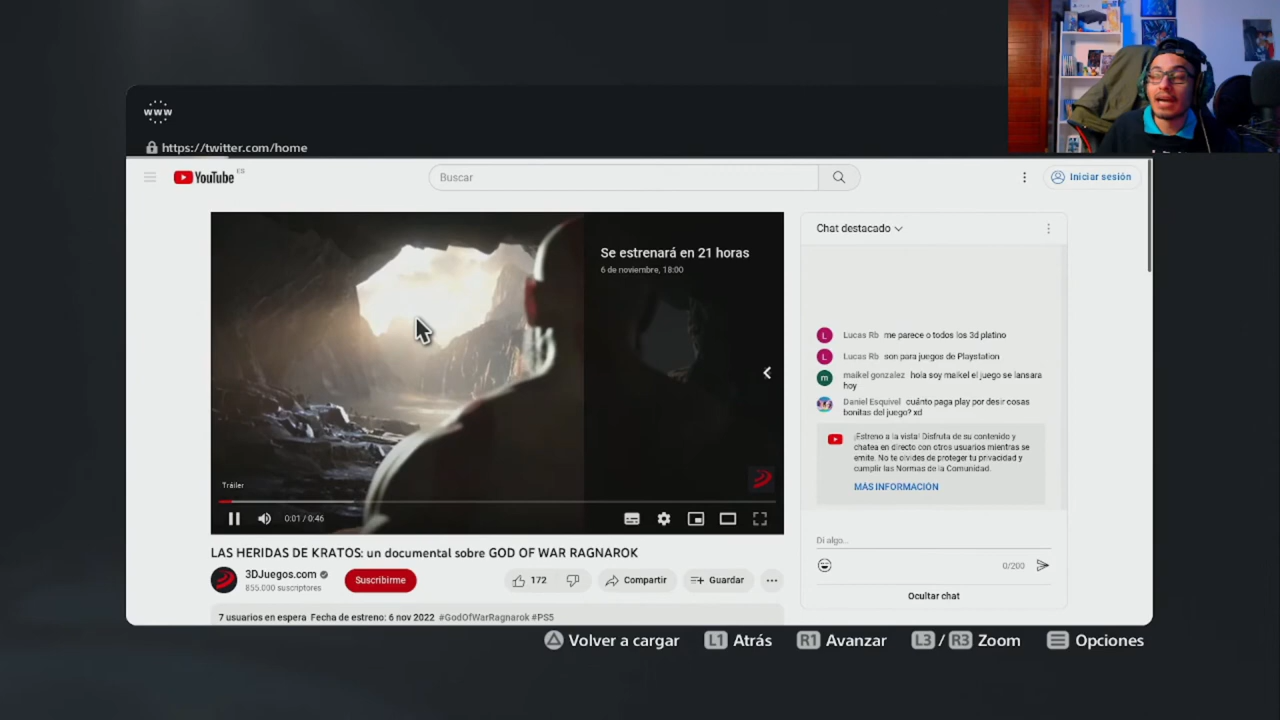 www
https://twitter.com/home
YouTube ES
Buscar
Iniciar sesión
Se estrenará en 21 horas
6 de noviembre, 18:00
Tráiler
0:01 / 0:46
LAS HERIDAS DE KRATOS: un documental sobre GOD OF WAR RAGNAROK
3DJuegos.com
855.000 suscriptores
Suscribirme
172
Compartir
Guardar
7 usuarios en espera Fecha de estreno: 6 nov 2022 #GodOfWarRagnarok #PS5
Chat destacado
L Lucas Rb me parece o todos los 3d platino
L Lucas Rb son para juegos de Playstation
m maikel gonzalez hola soy maikel el juego se lansara
hoy
Daniel Esquivel cuánto paga play por desir cosas
bonitas del juego? xd
¡Estreno a la vista! Disfruta de su contenido y
chatea en directo con otros usuarios mientras se
emite. No te olvides de proteger tu privacidad y
cumplir las Normas de la Comunidad.
MÁS INFORMACIÓN
Di algo...
0/200
Ocultar chat
Volver a cargar L1 Atrás R1 Avanzar L3 / R3 Zoom Opciones